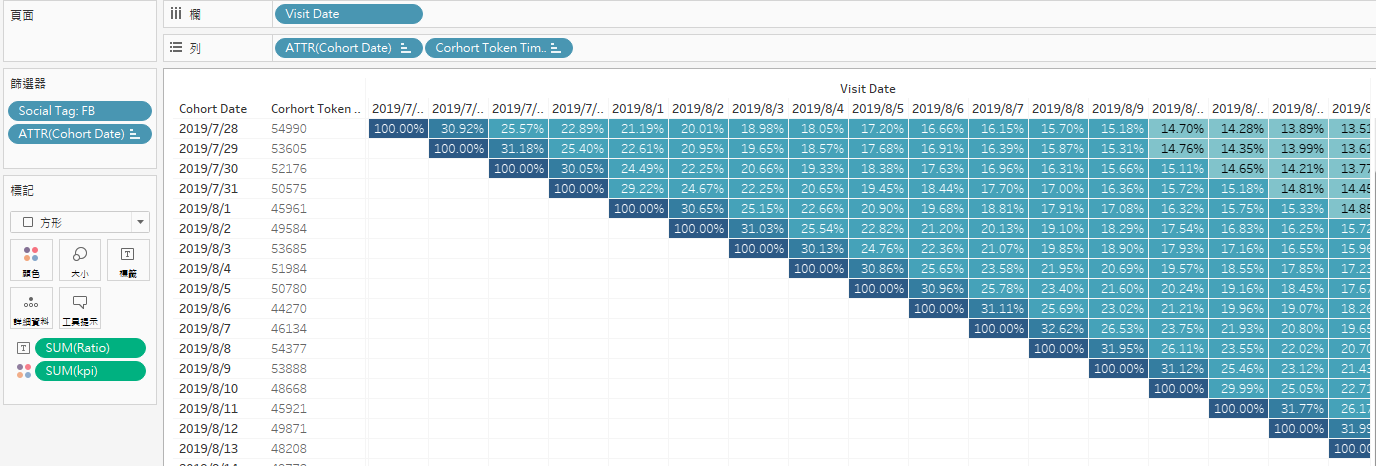 頁面
欄
Visit Date
列
ATTR(Cohort Date)
Corhort Token Tim..
篩選器
Social Tag: FB
ATTR(Cohort Date)
標記
方形
顏色
大小
標籤
詳細資料
工具提示
SUM(Ratio)
SUM(kpi)
Visit Date
Cohort Date Corhort Token .. 2019/7/.. 2019/7/.. 2019/7/.. 2019/7/.. 2019/8/1 2019/8/2 2019/8/3 2019/8/4 2019/8/5 2019/8/6 2019/8/7 2019/8/8 2019/8/9 2019/8/.. 2019/8/.. 2019/8/.. 2019/8
2019/7/28 54990 100.00% 30.92% 25.57% 22.89% 21.19% 20.01% 18.98% 18.05% 17.20% 16.66% 16.15% 15.70% 15.18% 14.70% 14.28% 13.89% 13.51
2019/7/29 53605 100.00% 31.18% 25.40% 22.61% 20.95% 19.65% 18.57% 17.68% 16.91% 16.39% 15.87% 15.31% 14.76% 14.35% 13.99% 13.61
2019/7/30 52176 100.00% 30.05% 24.49% 22.25% 20.66% 19.33% 18.38% 17.63% 16.96% 16.31% 15.66% 15.11% 14.65% 14.21% 13.77
2019/7/31 50575 100.00% 29.22% 24.67% 22.25% 20.65% 19.45% 18.44% 17.70% 17.00% 16.36% 15.72% 15.18% 14.81% 14.45
2019/8/1 45961 100.00% 30.65% 25.15% 22.66% 20.90% 19.68% 18.81% 17.91% 17.08% 16.32% 15.75% 15.33% 14.85
2019/8/2 49584 100.00% 31.03% 25.54% 22.82% 21.20% 20.13% 19.10% 18.29% 17.54% 16.83% 16.25% 15.72
2019/8/3 53685 100.00% 30.13% 24.76% 22.36% 21.07% 19.85% 18.90% 17.93% 17.16% 16.55% 15.96
2019/8/4 51984 100.00% 30.86% 25.65% 23.58% 21.95% 20.69% 19.57% 18.55% 17.85% 17.23
2019/8/5 50780 100.00% 30.96% 25.78% 23.40% 21.60% 20.24% 19.16% 18.45% 17.67
2019/8/6 44270 100.00% 31.11% 25.69% 23.02% 21.21% 19.96% 19.07% 18.26
2019/8/7 46134 100.00% 32.62% 26.53% 23.75% 21.93% 20.80% 19.65
2019/8/8 54377 100.00% 31.95% 26.11% 23.55% 22.02% 20.70
2019/8/9 53888 100.00% 31.12% 25.46% 23.12% 21.43
2019/8/10 48668 100.00% 29.99% 25.05% 22.71
2019/8/11 45921 100.00% 31.77% 26.17
2019/8/12 49871 100.00% 31.99
2019/8/13 48208 100.00